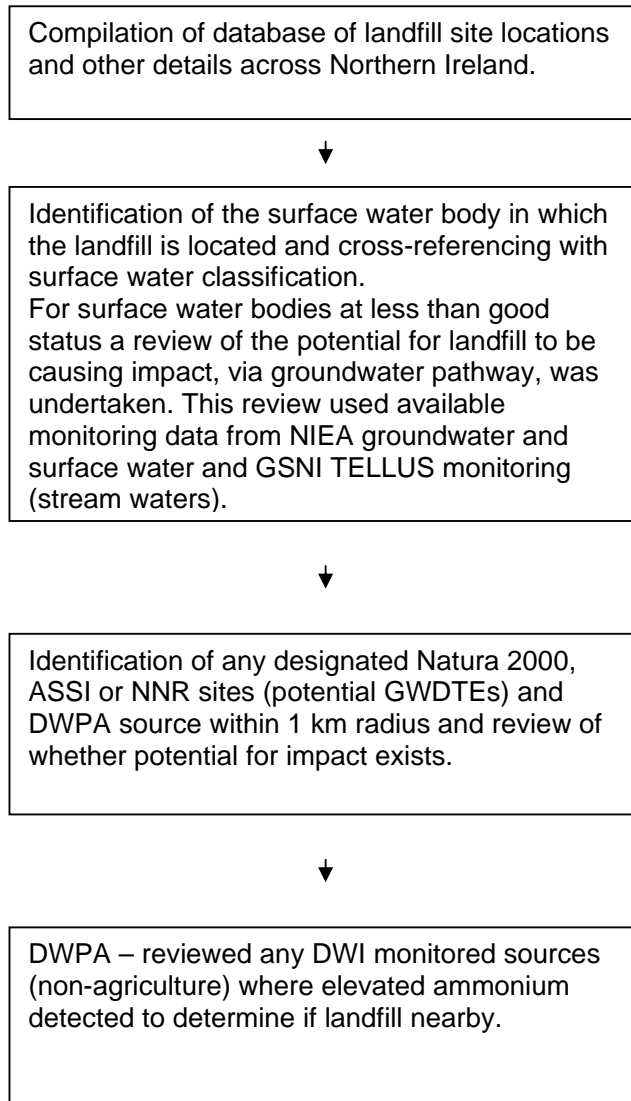 Compilation of database of landfill site locations
and other details across Northern Ireland.
Identification of the surface water body in which
the landfill is located and cross-referencing with
surface water classification.
For surface water bodies at less than good
status a review of the potential for landfill to be
causing impact, via groundwater pathway, was
undertaken. This review used available
monitoring data from NIEA groundwater and
surface water and GSNI TELLUS monitoring
(stream waters).
Identification of any designated Natura 2000,
ASSI or NNR sites (potential GWDTEs) and
DWPA source within 1 km radius and review of
whether potential for impact exists.
DWPA – reviewed any DWI monitored sources
(non-agriculture) where elevated ammonium
detected to determine if landfill nearby.